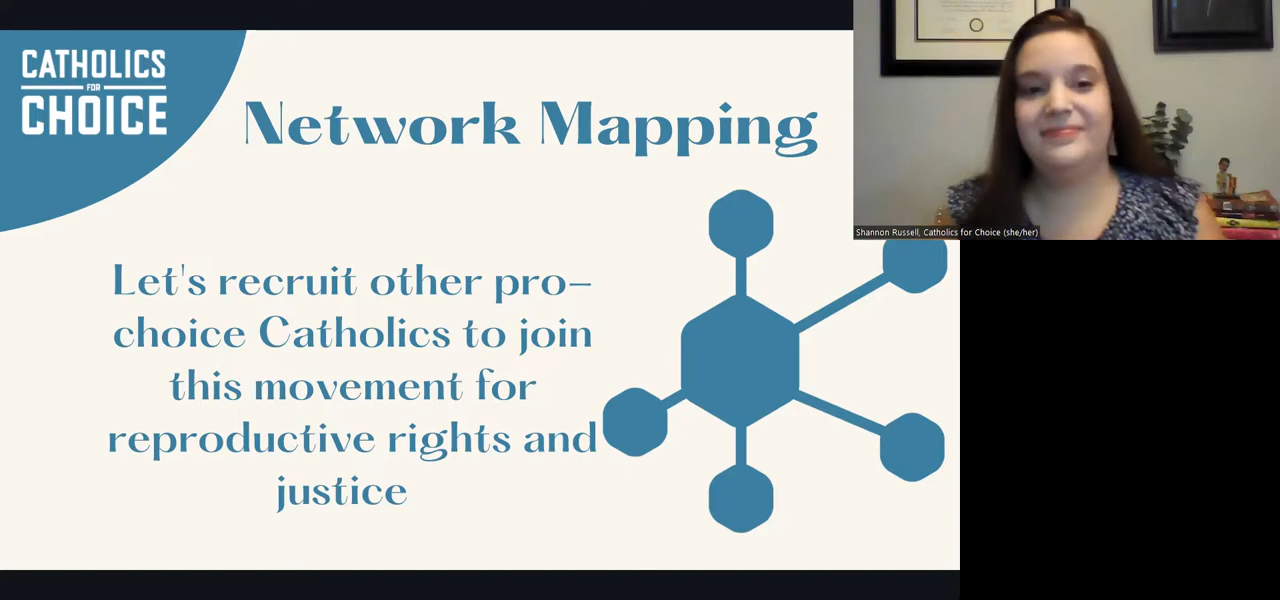 CATHOLICS
FOR
CHOICE
Network Mapping
Let's recruit other pro-
choice Catholics to join
this movement for
reproductive rights and
justice
Shannon Russell, Catholics for Choice (she/her)